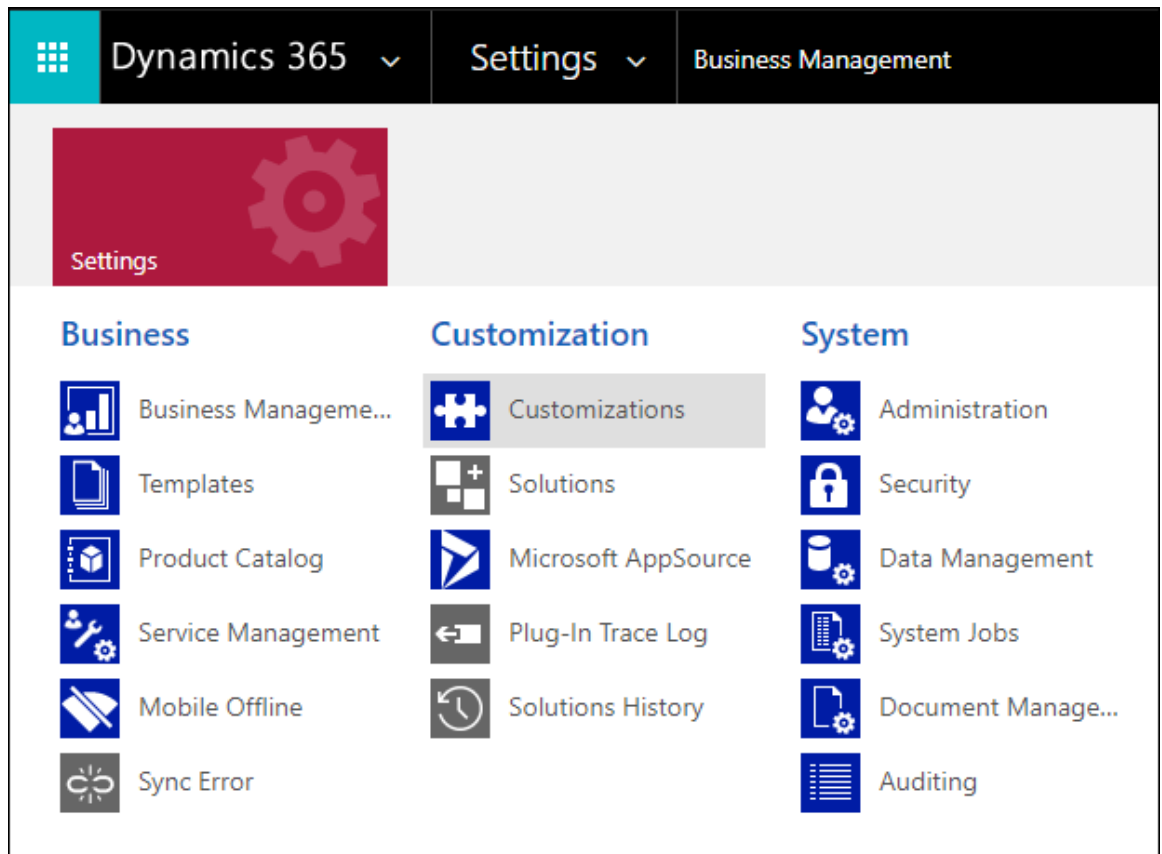 Dynamics 365
Settings
Business Management
Settings
Business
Business Manageme...
Templates
Product Catalog
Service Management
Mobile Offline
Sync Error
Customization
Customizations
Solutions
Microsoft AppSource
Plug-In Trace Log
Solutions History
System
Administration
Security
Data Management
System Jobs
Document Manage...
Auditing